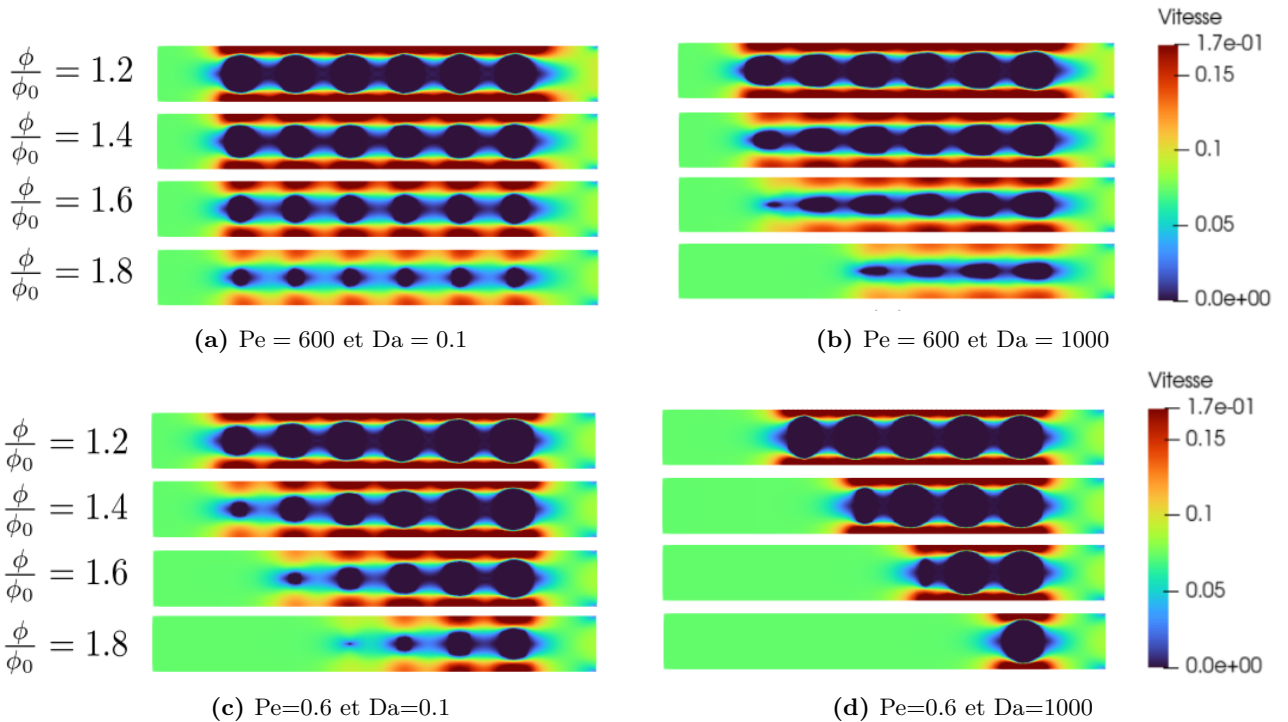 Vitesse
ϕ/ϕ0 = 1.2
ϕ/ϕ0 = 1.4
ϕ/ϕ0 = 1.6
ϕ/ϕ0 = 1.8
1.7e-01
0.15
0.1
0.05
0.0e+00
(a) Pe = 600 et Da = 0.1
(b) Pe = 600 et Da = 1000
Vitesse
ϕ/ϕ0 = 1.2
ϕ/ϕ0 = 1.4
ϕ/ϕ0 = 1.6
ϕ/ϕ0 = 1.8
1.7e-01
0.15
0.1
0.05
0.0e+00
(c) Pe=0.6 et Da=0.1
(d) Pe=0.6 et Da=1000